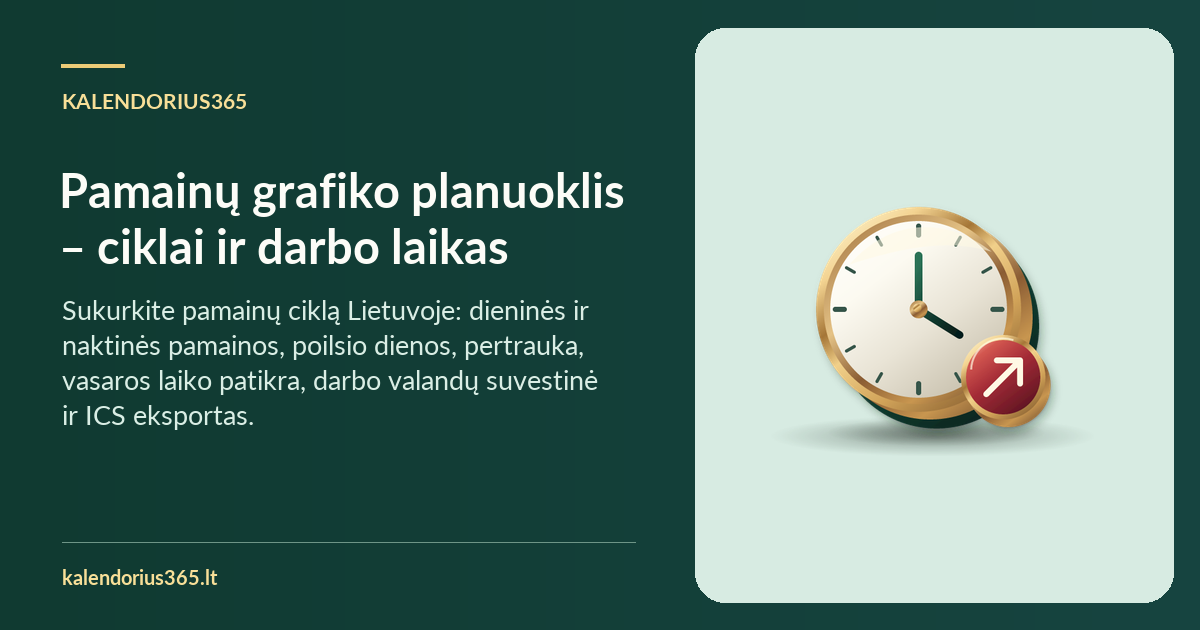 KALENDORIUS365
Pamainų grafiko planuoklis
– ciklai ir darbo laikas
Sukurkite pamainų ciklą Lietuvoje: dieninės ir
naktinės pamainos, poilsio dienos, pertrauka,
vasaros laiko patikra, darbo valandų suvestinė
ir ICS eksportas.
kalendorius365.lt